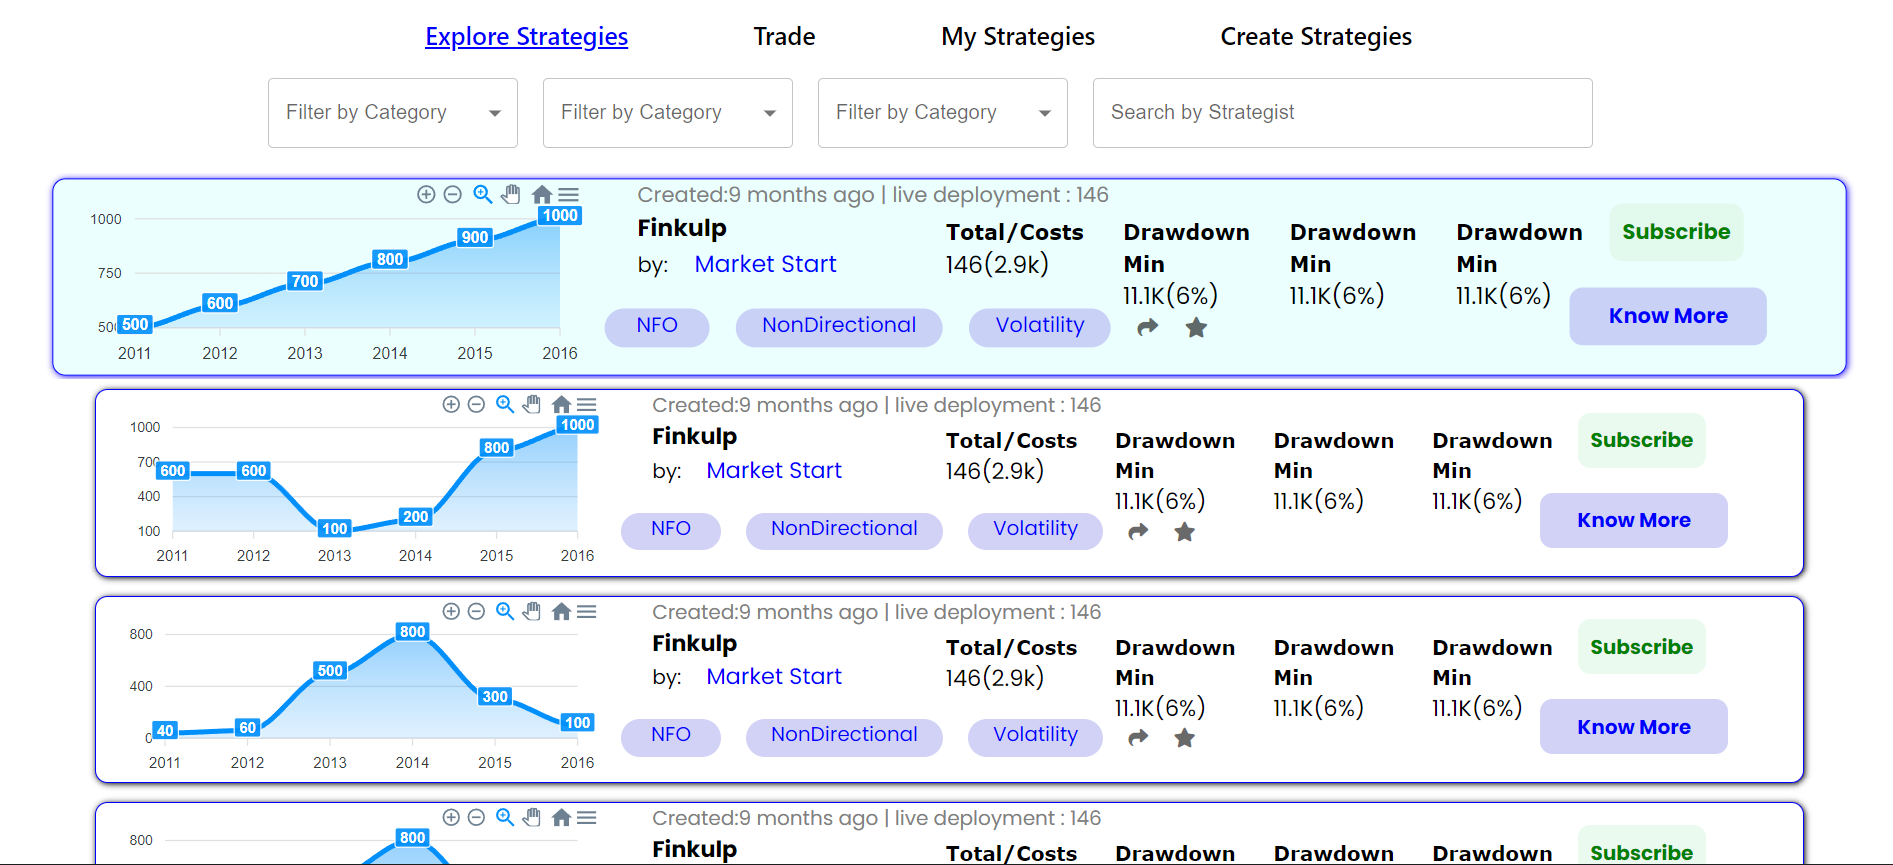 Explore Strategies Trade My Strategies Create Strategies
Filter by Category Filter by Category Filter by Category Search by Strategist
Created:9 months ago | live deployment : 146
Finkulp
by: Market Start
NFO NonDirectional Volatility
Total/Costs
146(2.9k)
Drawdown
Min
11.1K(6%)
Drawdown
Min
11.1K(6%)
Drawdown
Min
11.1K(6%)
Subscribe
Know More
1000
750
500
500 600 700 800 900 1000
2011 2012 2013 2014 2015 2016
Created:9 months ago | live deployment : 146
Finkulp
by: Market Start
NFO NonDirectional Volatility
Total/Costs
146(2.9k)
Drawdown
Min
11.1K(6%)
Drawdown
Min
11.1K(6%)
Drawdown
Min
11.1K(6%)
Subscribe
Know More
1000
700
400
100
600 600 100 200 800 1000
2011 2012 2013 2014 2015 2016
Created:9 months ago | live deployment : 146
Finkulp
by: Market Start
NFO NonDirectional Volatility
Total/Costs
146(2.9k)
Drawdown
Min
11.1K(6%)
Drawdown
Min
11.1K(6%)
Drawdown
Min
11.1K(6%)
Subscribe
Know More
800
400
0
40 60 500 800 300 100
2011 2012 2013 2014 2015 2016
Created:9 months ago | live deployment : 146
Finkulp
Total/Costs Drawdown Drawdown Drawdown
Subscribe
800
800